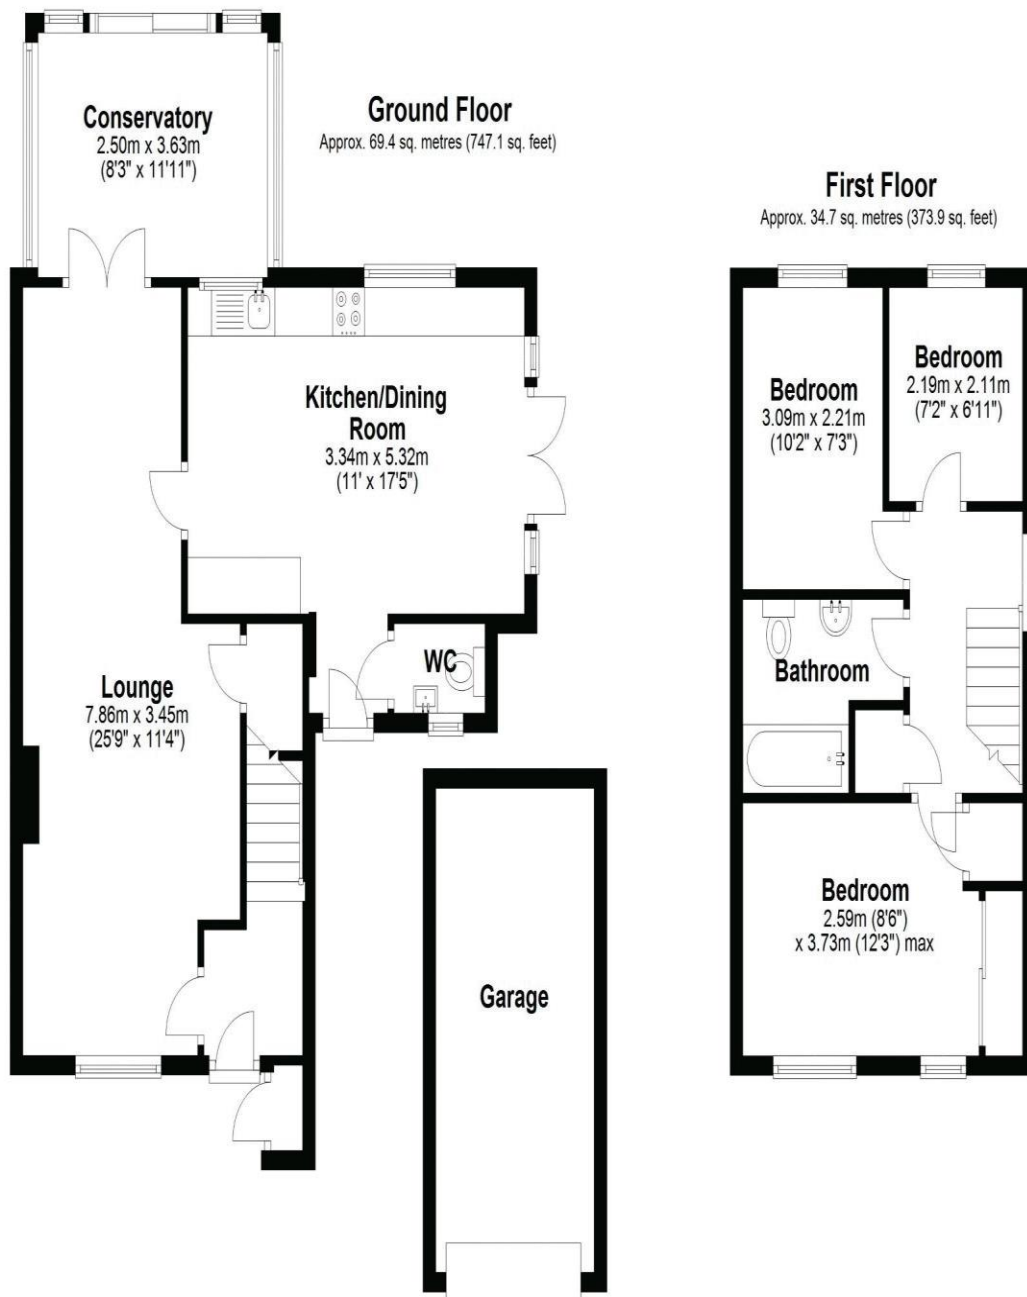 Conservatory
2.50m x 3.63m
(8'3" x 11'11")
Ground Floor
Approx. 69.4 sq. metres (747.1 sq. feet)
Kitchen/Dining
Room
3.34m x 5.32m
(11' x 17'5")
WC
Lounge
7.86m x 3.45m
(25'9" x 11'4")
Garage
First Floor
Approx. 34.7 sq. metres (373.9 sq. feet)
Bedroom
3.09m x 2.21m
(10'2" x 7'3")
Bedroom
2.19m x 2.11m
(7'2" x 6'11")
Bathroom
Bedroom
2.59m (8'6")
x 3.73m (12'3") max